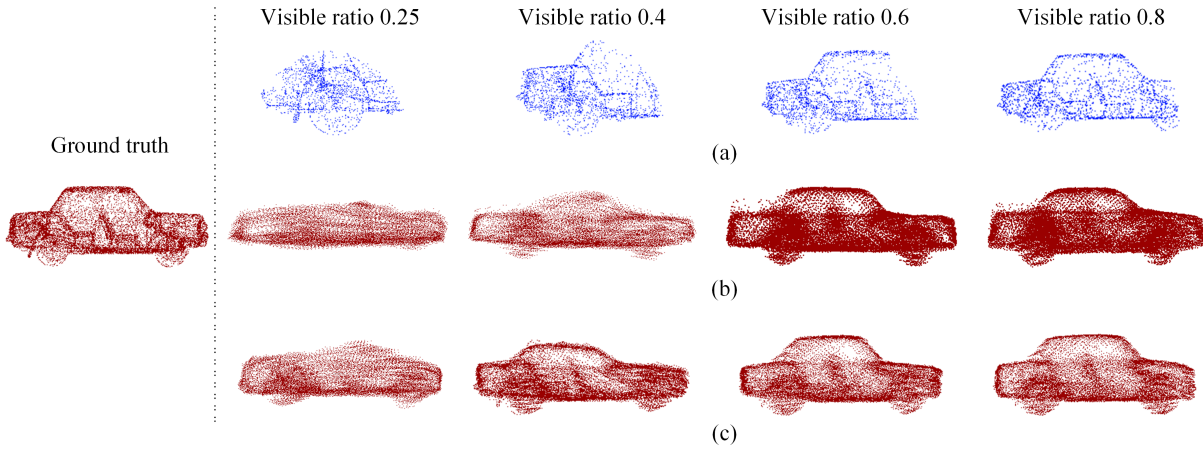 Visible ratio 0.25
Visible ratio 0.4
Visible ratio 0.6
Visible ratio 0.8
(a)
Ground truth
(b)
(c)